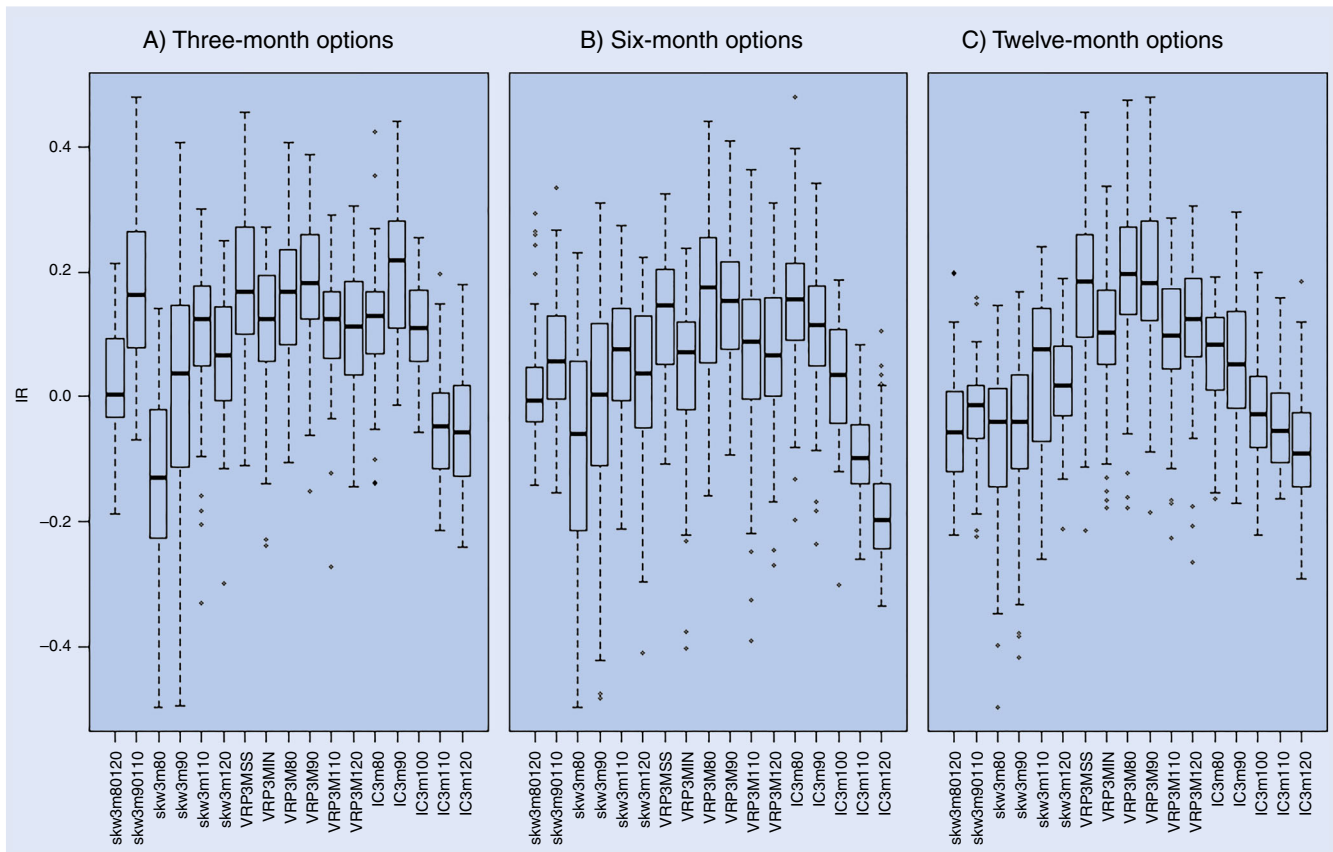 A) Three-month options
B) Six-month options
C) Twelve-month options
IR
0.4
0.2
0.0
–0.2
–0.4
skw3m80120
skw3m90110
skw3m80
skw3m90
skw3m110
skw3m120
VRP3MSS
VRP3MIN
VRP3M80
VRP3M90
VRP3M110
VRP3M120
IC3m80
IC3m90
IC3m100
IC3m110
IC3m120
skw3m80120
skw3m90110
skw3m80
skw3m90
skw3m110
skw3m120
VRP3MSS
VRP3MIN
VRP3M80
VRP3M90
VRP3M110
VRP3M120
IC3m80
IC3m90
IC3m100
IC3m110
IC3m120
skw3m80120
skw3m90110
skw3m80
skw3m90
skw3m110
skw3m120
VRP3MSS
VRP3MIN
VRP3M80
VRP3M90
VRP3M110
VRP3M120
IC3m80
IC3m90
IC3m100
IC3m110
IC3m120